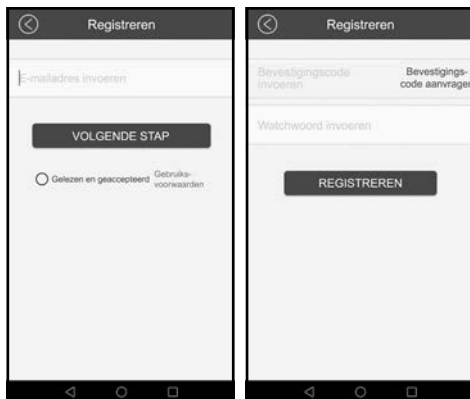 Registreren
E-mailadres invoeren
VOLGENDE STAP
Gelezen en geaccepteerd
Gebruiks-
voorwaarden
Registreren
Bevestigingscode
invoeren
Bevestigings-
code aanvragen
Watchwoord invoeren
REGISTREREN